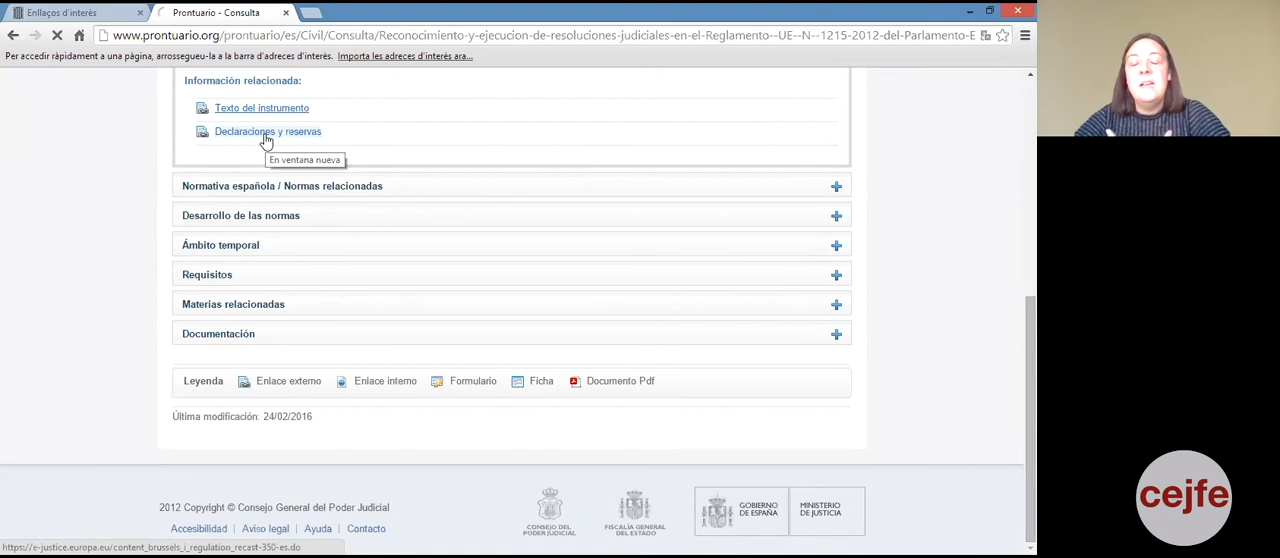 Enllaços d'interès
Prontuario - Consulta
www.prontuario.org/prontuario/es/Civil/Consulta/Reconocimiento-y-ejecucion-de-resoluciones-judiciales-en-el-Reglamento--UE--N--1215-2012-del-Parlamento-E
Per accedir ràpidament a una pàgina, arrossegueu-la a la barra d'adreces d'interès. Importa les adreces d'interès ara...
Información relacionada:
Texto del instrumento
Declaraciones y reservas
En ventana nueva
Normativa española / Normas relacionadas
Desarrollo de las normas
Ámbito temporal
Requisitos
Materias relacionadas
Documentación
Leyenda Enlace externo Enlace interno Formulario Ficha Documento Pdf
Última modificación: 24/02/2016
2012 Copyright © Consejo General del Poder Judicial
Accesibilidad | Aviso legal | Ayuda | Contacto
CONSEJO DEL
PODER JUDICIAL
FISCALÍA GENERAL
DEL ESTADO
GOBIERNO
DE ESPAÑA
MINISTERIO
DE JUSTICIA
https://e-justice.europa.eu/content_brussels_i_regulation_recast-350-es.do
cejfe